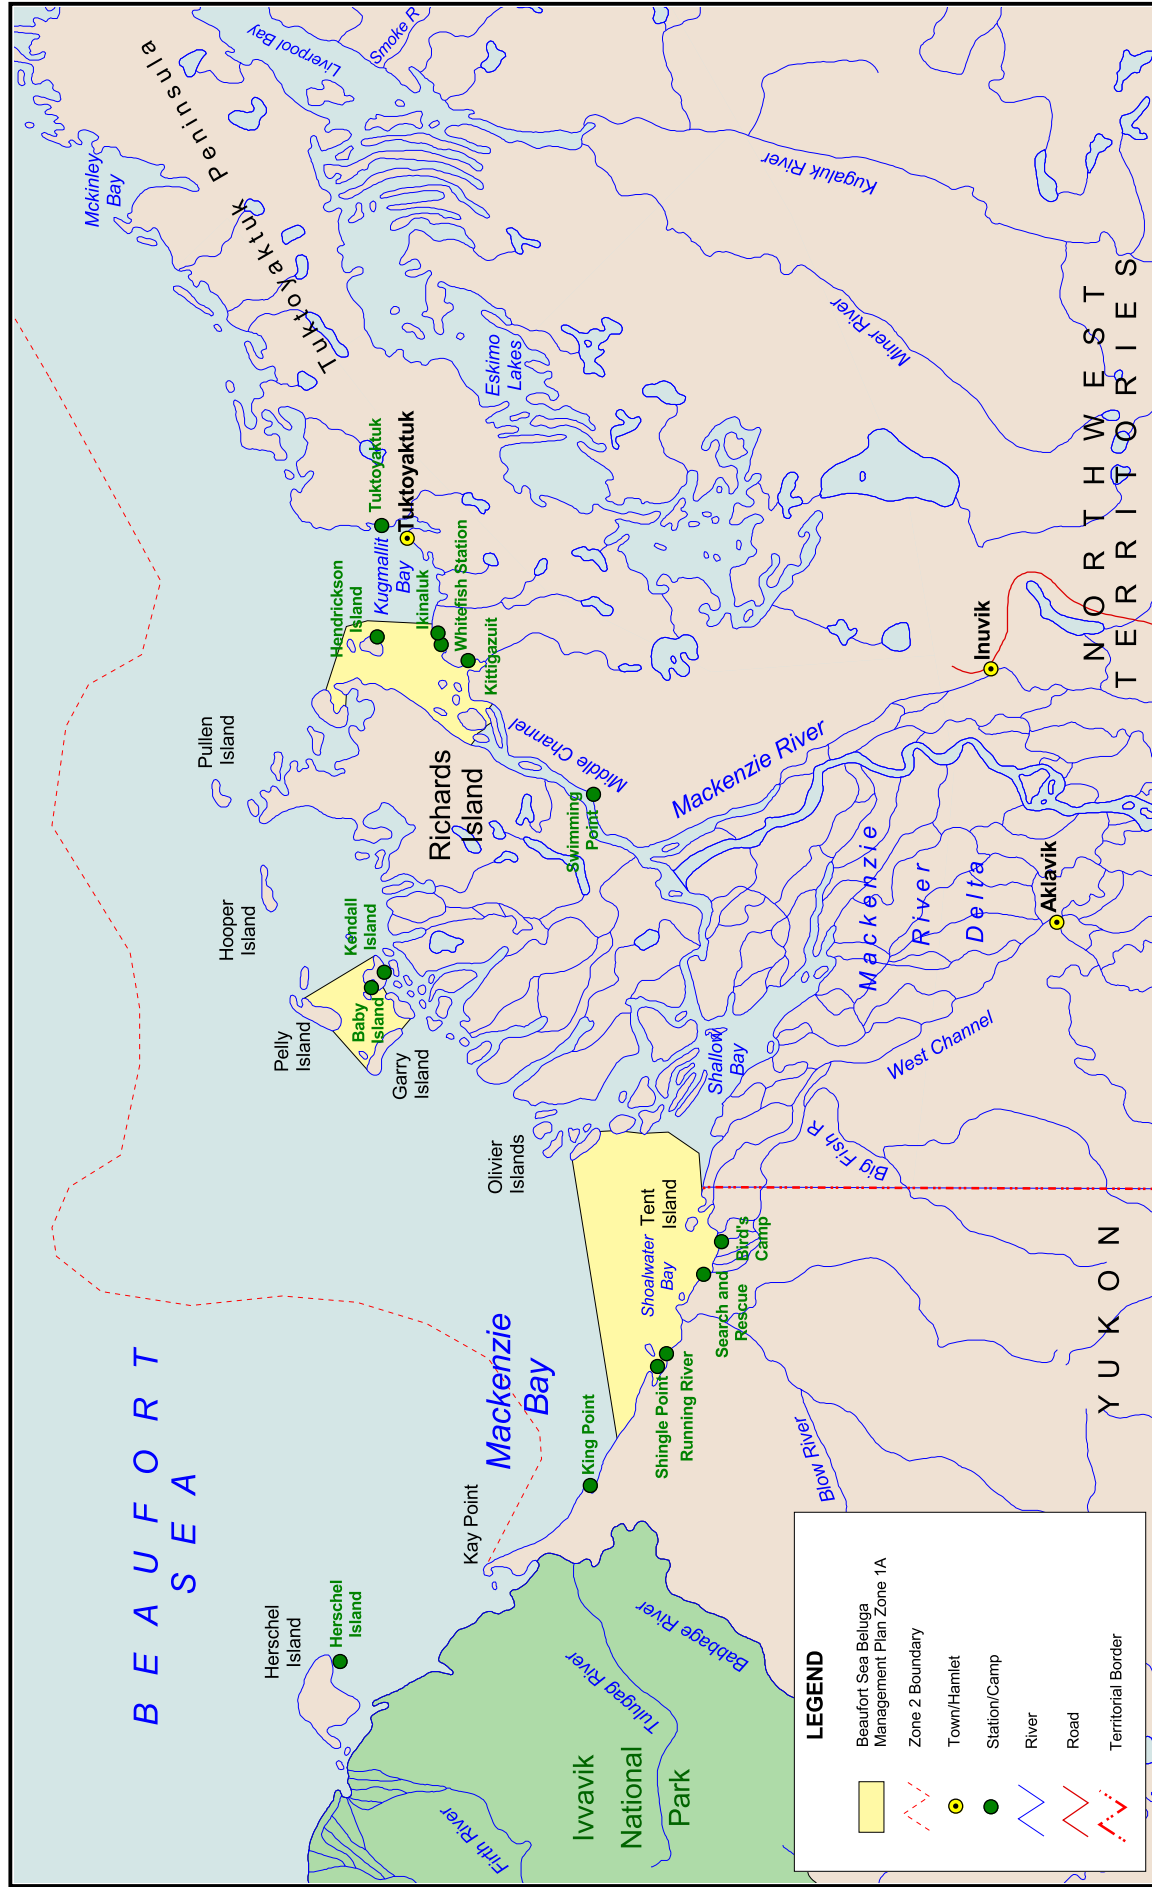 BEAUFORT
SEA
Herschel
Island
Herschel
Island
Kay Point
Mackenzie
Bay
King Point
Shingle Point
Running River
Shoalwater
Bay
Search and
Rescue
Bird's
Camp
Tent
Island
Olivier
Islands
Pelly
Island
Garry
Island
Baby
Island
Kendall
Island
Hooper
Island
Pullen
Island
Richards
Island
Swimming
Point
Middle Channel
Hendrickson
Island
Kugmallit
Bay
Ikinaluk
Whitefish Station
Kittigazuit
Tuktoyaktuk
Tuktoyaktuk
Tuktoyaktuk Peninsula
Mckinley
Bay
Liverpool Bay
Smoke R
Eskimo
Lakes
Kugaluk River
Miner River
Mackenzie River
Mackenzie
River
Delta
Shallow
Bay
West Channel
Big Fish R
Inuvik
Aklavik
NORTHWEST
TERRITORIES
YUKON
Blow River
Babbage River
Tulugag River
Firth River
Ivvavik
National
Park
LEGEND
Beaufort Sea Beluga
Management Plan Zone 1A
Zone 2 Boundary
Town/Hamlet
Station/Camp
River
Road
Territorial Border